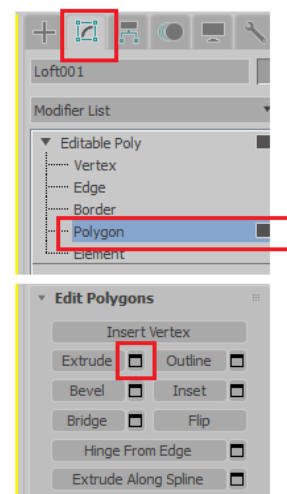 Loft001
Modifier List
Editable Poly
Vertex
Edge
Border
Polygon
Element
Edit Polygons
Insert Vertex
Extrude Outline
Bevel Inset
Bridge Flip
Hinge From Edge
Extrude Along Spline